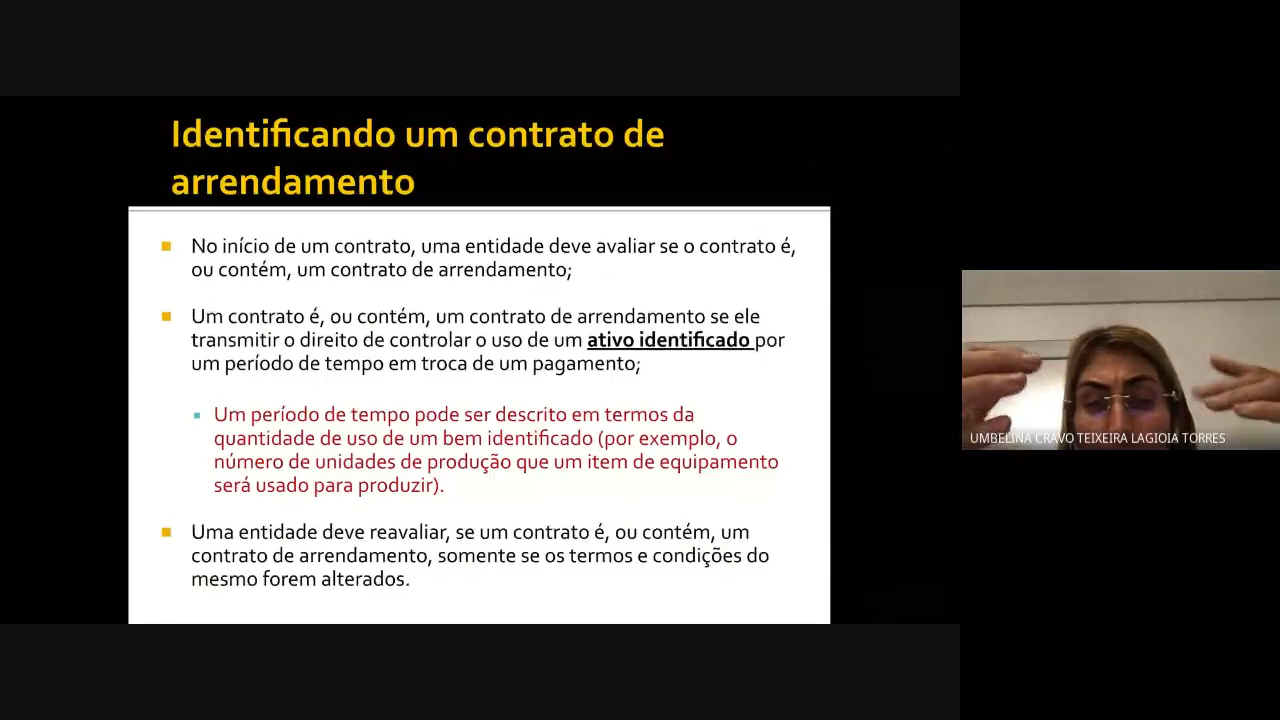 Identificando um contrato de
arrendamento
No início de um contrato, uma entidade deve avaliar se o contrato é,
ou contém, um contrato de arrendamento;
Um contrato é, ou contém, um contrato de arrendamento se ele
transmitir o direito de controlar o uso de um ativo identificado por
um período de tempo em troca de um pagamento;
Um período de tempo pode ser descrito em termos da
quantidade de uso de um bem identificado (por exemplo, o
número de unidades de produção que um item de equipamento
será usado para produzir).
Uma entidade deve reavaliar, se um contrato é, ou contém, um
contrato de arrendamento, somente se os termos e condições do
mesmo forem alterados.
UMBELINA CRAVO TEIXEIRA LAGIOIA TORRES